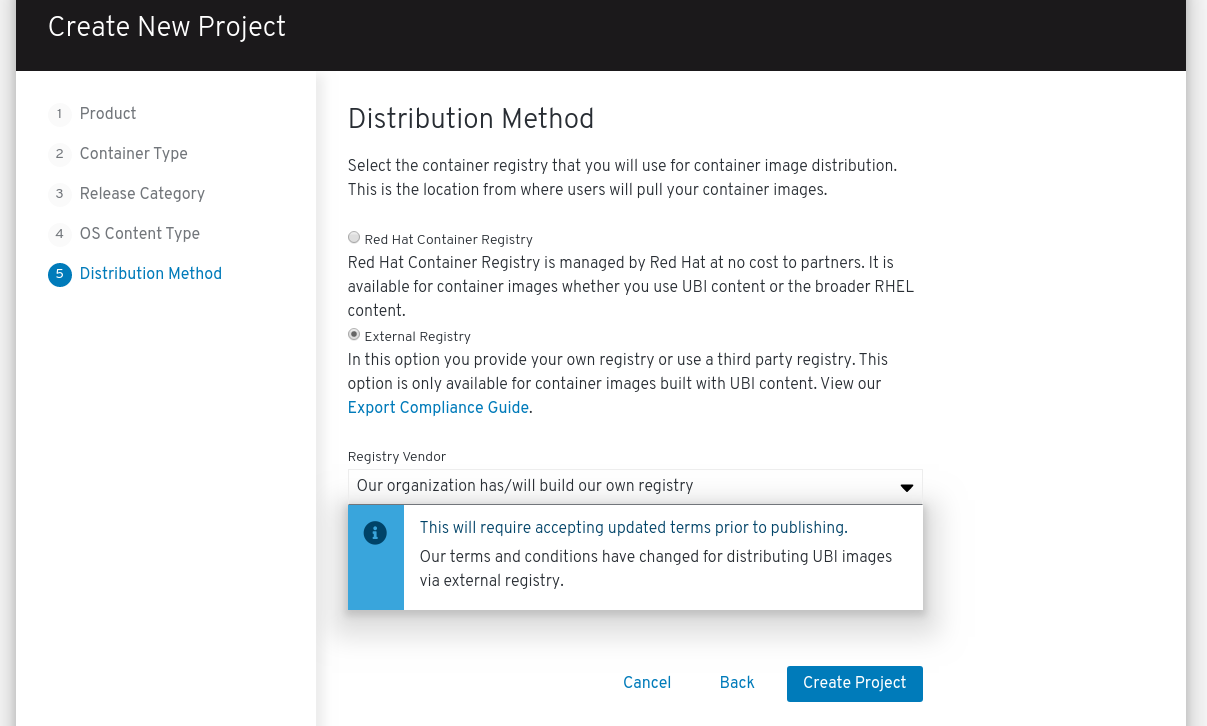 Create New Project
1 Product
2 Container Type
3 Release Category
4 OS Content Type
5 Distribution Method
Distribution Method
Select the container registry that you will use for container image distribution.
This is the location from where users will pull your container images.
Red Hat Container Registry
Red Hat Container Registry is managed by Red Hat at no cost to partners. It is
available for container images whether you use UBI content or the broader RHEL
content.
External Registry
In this option you provide your own registry or use a third party registry. This
option is only available for container images built with UBI content. View our
Export Compliance Guide.
Registry Vendor
Our organization has/will build our own registry
This will require accepting updated terms prior to publishing.
Our terms and conditions have changed for distributing UBI images
via external registry.
Cancel Back Create Project